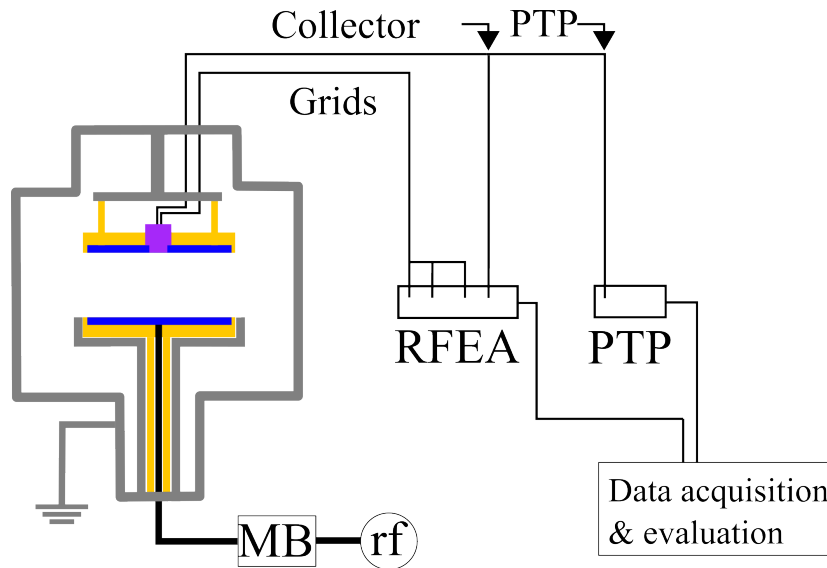 Collector PTP
Grids
RFEA PTP
Data acquisition
& evaluation
MB rf